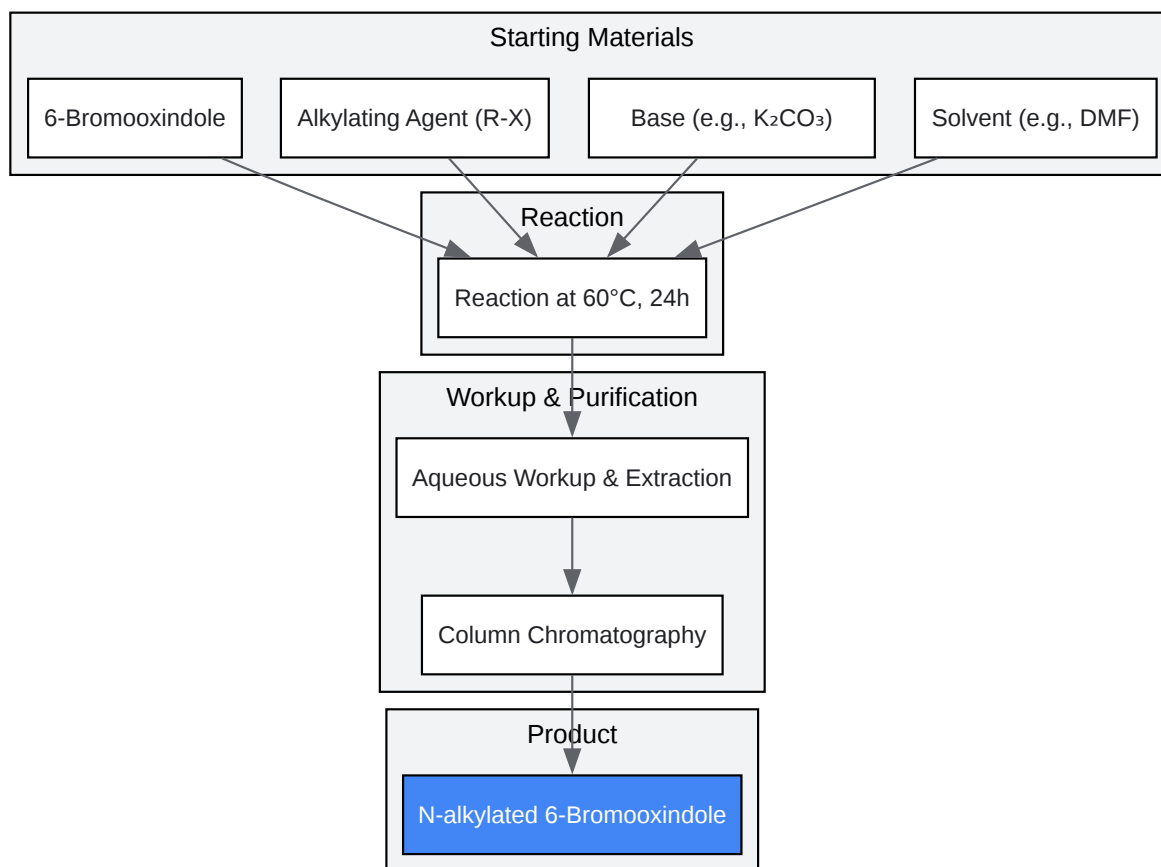 Starting Materials
6-Bromooxindole
Alkylating Agent (R-X)
Base (e.g., K₂CO₃)
Solvent (e.g., DMF)
Reaction
Reaction at 60°C, 24h
Workup & Purification
Aqueous Workup & Extraction
Column Chromatography
Product
N-alkylated 6-Bromooxindole